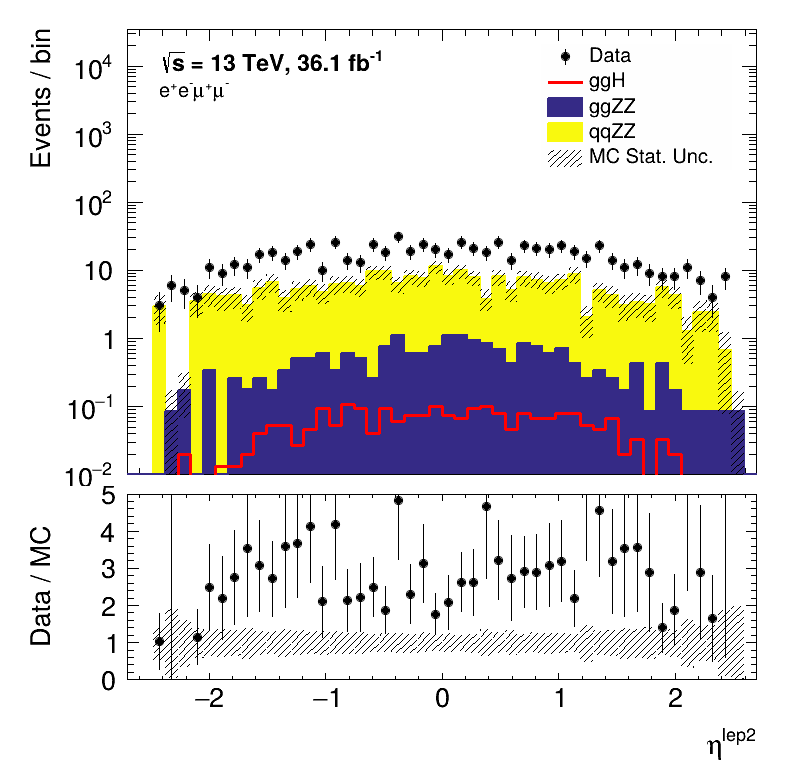 Events / bin
√s = 13 TeV, 36.1 fb⁻¹
e⁺e⁻μ⁺μ⁻
Data
ggH
ggZZ
qqZZ
MC Stat. Unc.
10⁴
10³
10²
10
1
10⁻¹
10⁻²
Data / MC
5
4
3
2
1
0
−2 −1 0 1 2
η^lep2